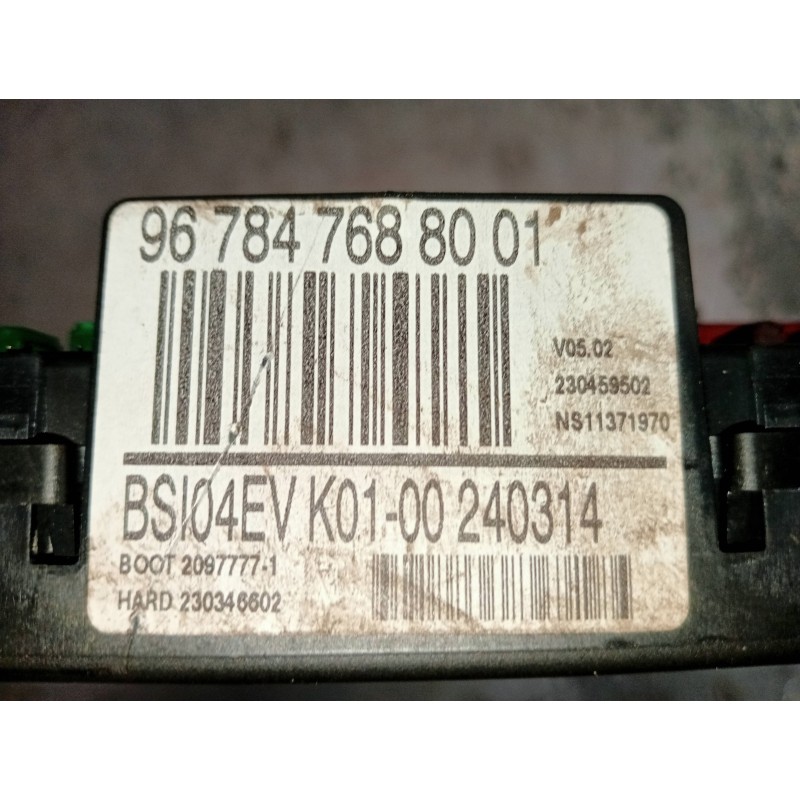 96 784 768 80 01
V05.02
230459502
NS11371970
BSI04EV K01-00 240314
BOOT 2097777-1
HARD 230346602